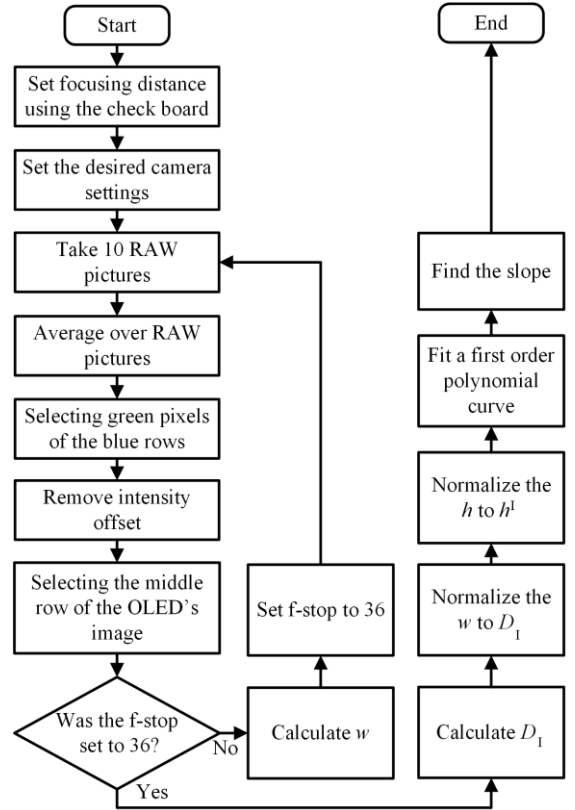 Start
Set focusing distance
using the check board
Set the desired camera
settings
Take 10 RAW
pictures
Average over RAW
pictures
Selecting green pixels
of the blue rows
Remove intensity
offset
Selecting the middle
row of the OLED's
image
Was the f-stop
set to 36?
No
Yes
Calculate w
Set f-stop to 36
Calculate D_I
Normalize the
w to D_I
Normalize the
h to h^I
Fit a first order
polynomial
curve
Find the slope
End